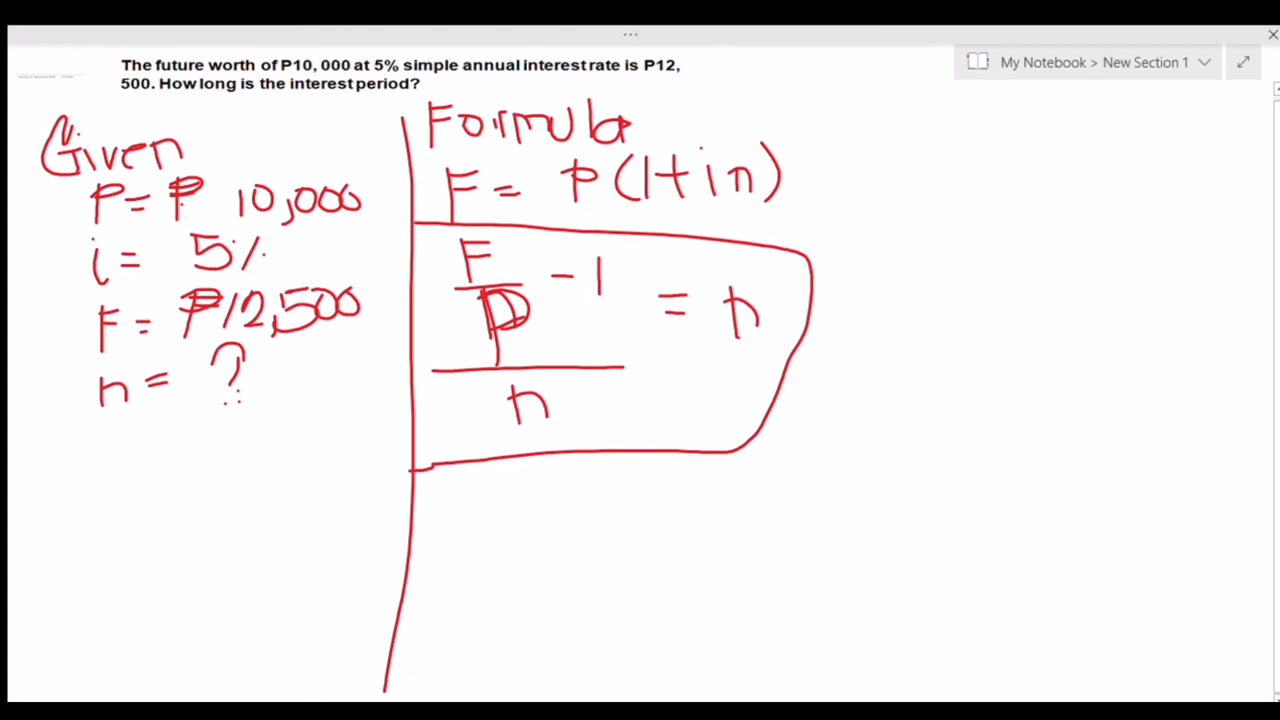 The future worth of P10, 000 at 5% simple annual interest rate is P12,
500. How long is the interest period?
My Notebook > New Section 1
Given
P = ₱ 10,000
i = 5%
F = ₱12,500
n = ?
Formula
F = P(1+in)
F
P - 1
= n
n